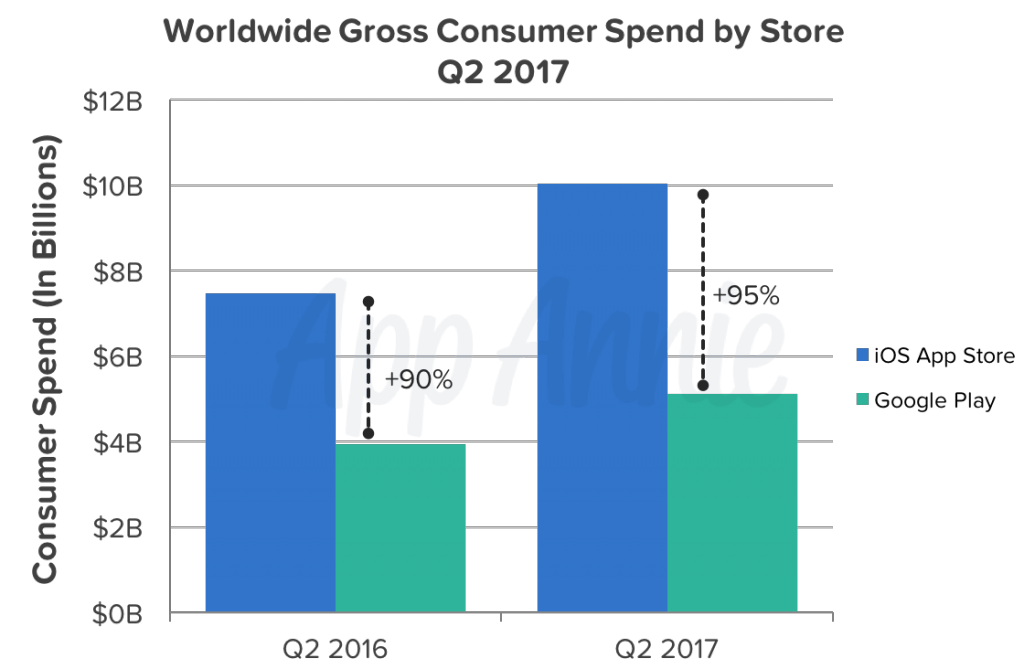 Worldwide Gross Consumer Spend by Store
Q2 2017
Consumer Spend (In Billions)
$12B
$10B
$8B
$6B
$4B
$2B
$0B
+90%
+95%
App Annie
Q2 2016
Q2 2017
iOS App Store
Google Play